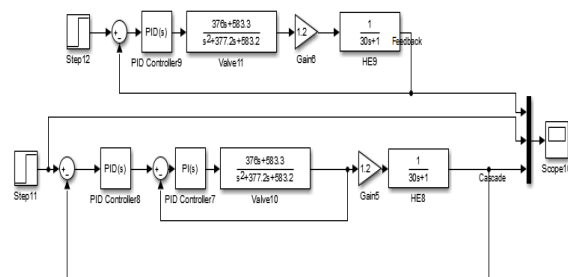 Step12
+
-
PID(s)
PID Controller9
376s+583.3
s²+377.2s+583.2
Valve11
1.2
Gain6
1
30s+1
HE9
Feedback
Step11
+
-
PID(s)
PID Controller8
+
-
PI(s)
PID Controller7
376s+583.3
s²+377.2s+583.2
Valve10
1.2
Gain5
1
30s+1
HE8
Cascade